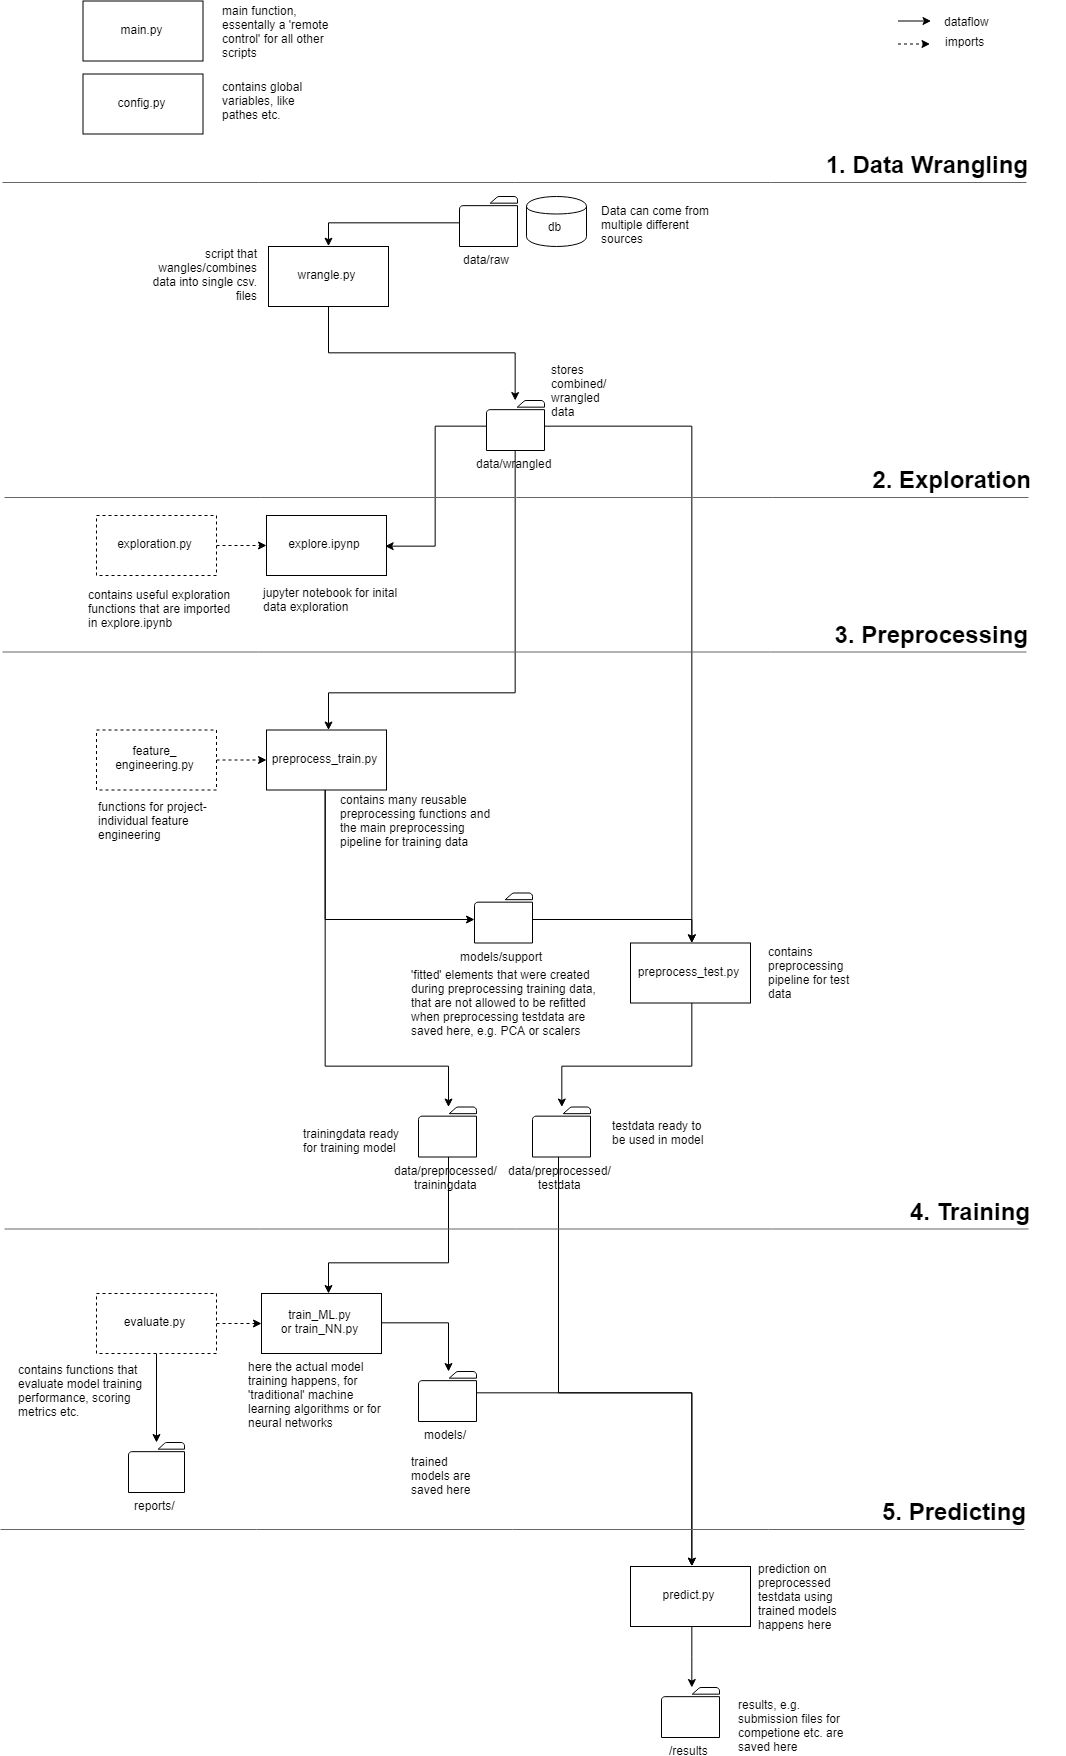 main.py
main function,
essentally a 'remote
control' for all other
scripts
dataflow
imports
config.py
contains global
variables, like
pathes etc.
1. Data Wrangling
db
Data can come from
multiple different
sources
data/raw
script that
wangles/combines
data into single csv.
files
wrangle.py
stores
combined/
wrangled
data
data/wrangled
2. Exploration
exploration.py
explore.ipynp
contains useful exploration
functions that are imported
in explore.ipynb
jupyter notebook for inital
data exploration
3. Preprocessing
feature_
engineering.py
preprocess_train.py
functions for project-
individual feature
engineering
contains many reusable
preprocessing functions and
the main preprocessing
pipeline for training data
models/support
'fitted' elements that were created
during preprocessing training data,
that are not allowed to be refitted
when preprocessing testdata are
saved here, e.g. PCA or scalers
preprocess_test.py
contains
preprocessing
pipeline for test
data
trainingdata ready
for training model
data/preprocessed/
trainingdata
data/preprocessed/
testdata
testdata ready to
be used in model
4. Training
evaluate.py
train_ML.py
or train_NN.py
contains functions that
evaluate model training
performance, scoring
metrics etc.
here the actual model
training happens, for
'traditional' machine
learning algorithms or for
neural networks
models/
trained
models are
saved here
reports/
5. Predicting
predict.py
prediction on
preprocessed
testdata using
trained models
happens here
/results
results, e.g.
submission files for
competione etc. are
saved here